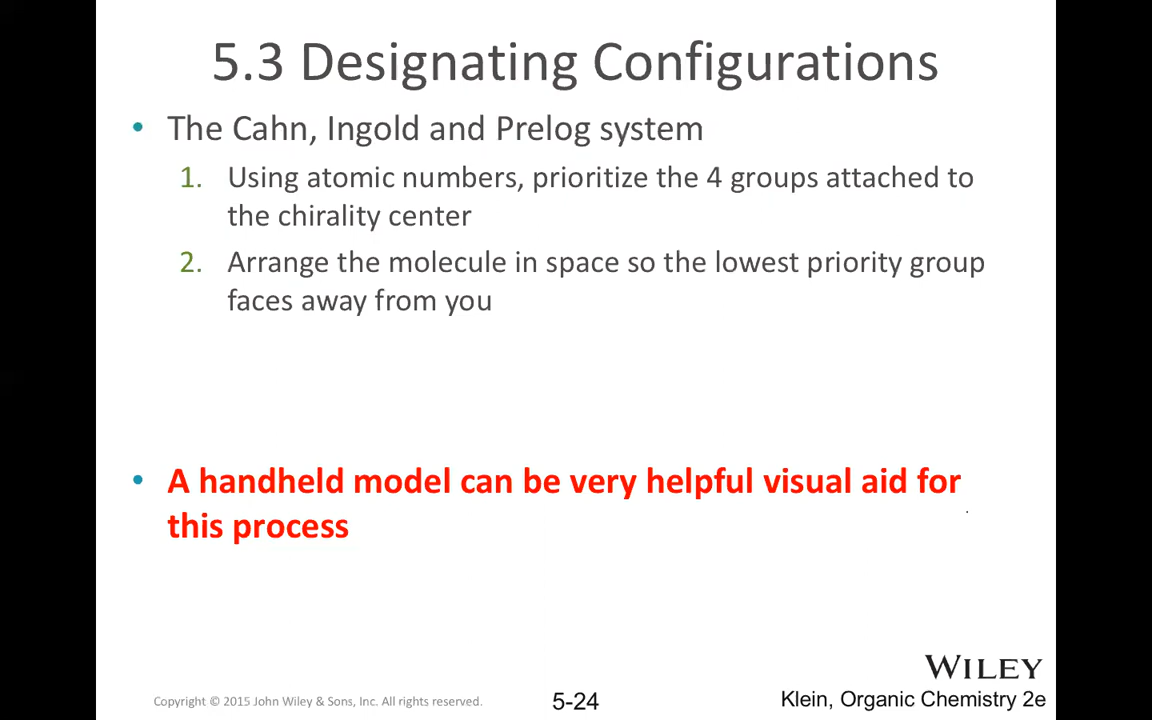 5.3 Designating Configurations
• The Cahn, Ingold and Prelog system
1. Using atomic numbers, prioritize the 4 groups attached to
the chirality center
2. Arrange the molecule in space so the lowest priority group
faces away from you
• A handheld model can be very helpful visual aid for
this process
WILEY
Copyright © 2015 John Wiley & Sons, Inc. All rights reserved.
5-24
Klein, Organic Chemistry 2e